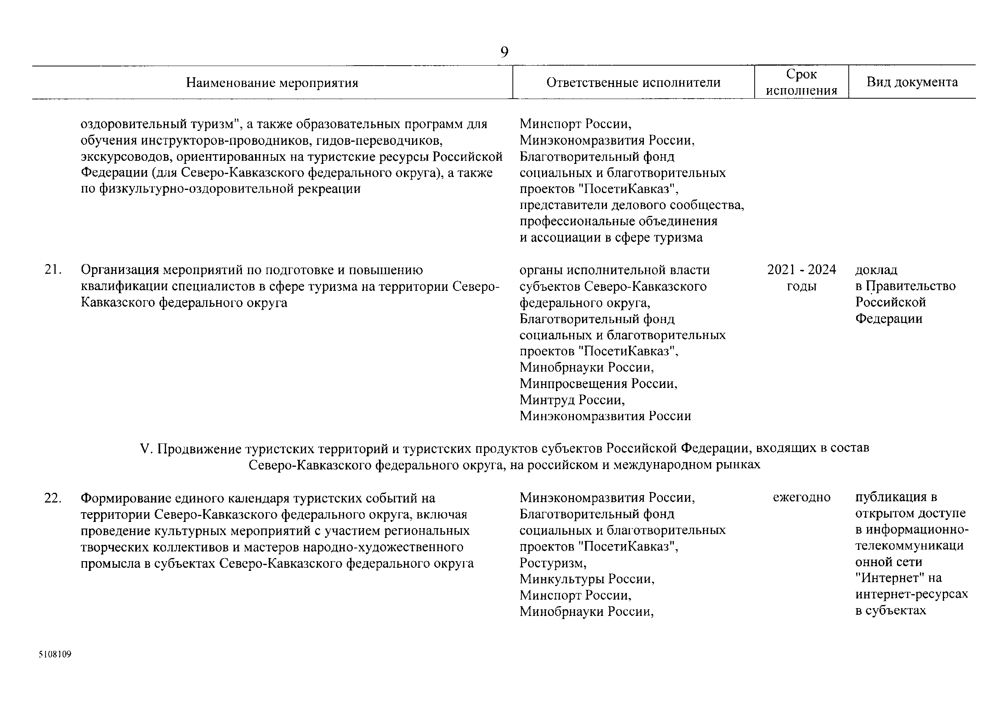 9
Наименование мероприятия
Ответственные исполнители
Срок
исполнения
Вид документа
оздоровительный туризм", а также образовательных программ для
обучения инструкторов-проводников, гидов-переводчиков,
экскурсоводов, ориентированных на туристские ресурсы Российской
Федерации (для Северо-Кавказского федерального округа), а также
по физкультурно-оздоровительной рекреации
Минспорт России,
Минэкономразвития России,
Благотворительный фонд
социальных и благотворительных
проектов "ПосетиКавказ",
представители делового сообщества,
профессиональные объединения
и ассоциации в сфере туризма
21.
Организация мероприятий по подготовке и повышению
квалификации специалистов в сфере туризма на территории Северо-
Кавказского федерального округа
органы исполнительной власти
субъектов Северо-Кавказского
федерального округа,
Благотворительный фонд
социальных и благотворительных
проектов "ПосетиКавказ",
Минобрнауки России,
Минпросвещения России,
Минтруд России,
Минэкономразвития России
2021 - 2024
годы
доклад
в Правительство
Российской
Федерации
V. Продвижение туристских территорий и туристских продуктов субъектов Российской Федерации, входящих в состав
Северо-Кавказского федерального округа, на российском и международном рынках
22.
Формирование единого календаря туристских событий на
территории Северо-Кавказского федерального округа, включая
проведение культурных мероприятий с участием региональных
творческих коллективов и мастеров народно-художественного
промысла в субъектах Северо-Кавказского федерального округа
Минэкономразвития России,
Благотворительный фонд
социальных и благотворительных
проектов "ПосетиКавказ",
Ростуризм,
Минкультуры России,
Минспорт России,
Минобрнауки России,
ежегодно
публикация в
открытом доступе
в информационно-
телекоммуникаци
онной сети
"Интернет" на
интернет-ресурсах
в субъектах
5108109